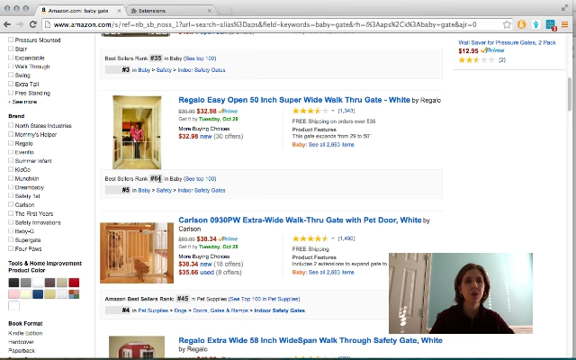 Amazon.com: baby gate
Extensions
www.amazon.com/s/ref=nb_sb_noss_1?url=search-alias%3Daps&field-keywords=baby+gate&rh=i%3Aaps%2Ck%3Ababy+gate&ajr=0
Pressure Mounted
Stair
Expandable
Walk Through
Swing
Extra Tall
Free Standing
+ See more
Brand
North States Industries
Mommy's Helper
Regalo
Evenflo
Summer Infant
KidCo
Munchkin
Dreambaby
Safety 1st
Carlson
The First Years
Safety Innovations
Baby-G
Supergate
Four Paws
Tools & Home Improvement
Product Color
Book Format
Kindle Edition
Hardcover
Paperback
Best Sellers Rank #35 in Baby (See top 100)
#3 in Baby > Safety > Indoor Safety Gates
Regalo Easy Open 50 Inch Super Wide Walk Thru Gate - White by Regalo
$32.98 Prime
Get it by Tuesday, Oct 28
More Buying Choices
$32.98 new (30 offers)
(1,343)
FREE Shipping on orders over $35
Product Features
This gate expands from 29 to 50"
Baby: See all 2,660 items
Best Sellers Rank #64 in Baby (See top 100)
#5 in Baby > Safety > Indoor Safety Gates
Carlson 0930PW Extra-Wide Walk-Thru Gate with Pet Door, White by
Carlson
$38.34 Prime
Get it by Tuesday, Oct 28
More Buying Choices
$38.34 new (16 offers)
$35.66 used (8 offers)
(1,490)
FREE Shipping
Product Features
Includes 2 extensions to expand gate to
Amazon Best Sellers Rank #45 in Pet Supplies (See Top 100 in Pet Supplies)
#4 in Pet Supplies > Dogs > Doors, Gates & Ramps > Indoor Safety Gates
Regalo Extra Wide 58 Inch WideSpan Walk Through Safety Gate, White
by Regalo
Wall Saver for Pressure Gates, 2 Pack
$12.95 Prime
(2)